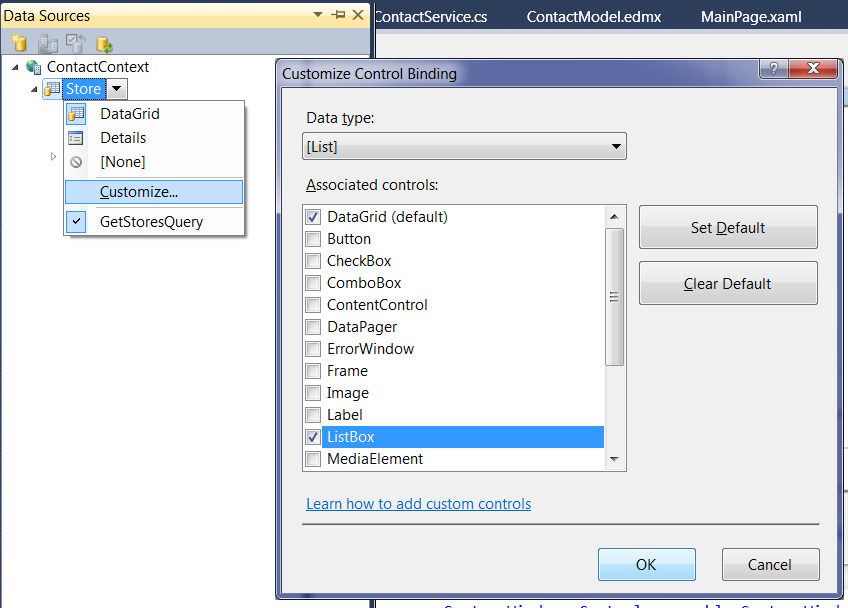 Data Sources
ContactContext
Store
DataGrid
Details
[None]
Customize...
GetStoresQuery
ContactService.cs
ContactModel.edmx
MainPage.xaml
Customize Control Binding
?
Data type:
[List]
Associated controls:
DataGrid (default)
Button
CheckBox
ComboBox
ContentControl
DataPager
ErrorWindow
Frame
Image
Label
ListBox
MediaElement
Set Default
Clear Default
Learn how to add custom controls
OK
Cancel